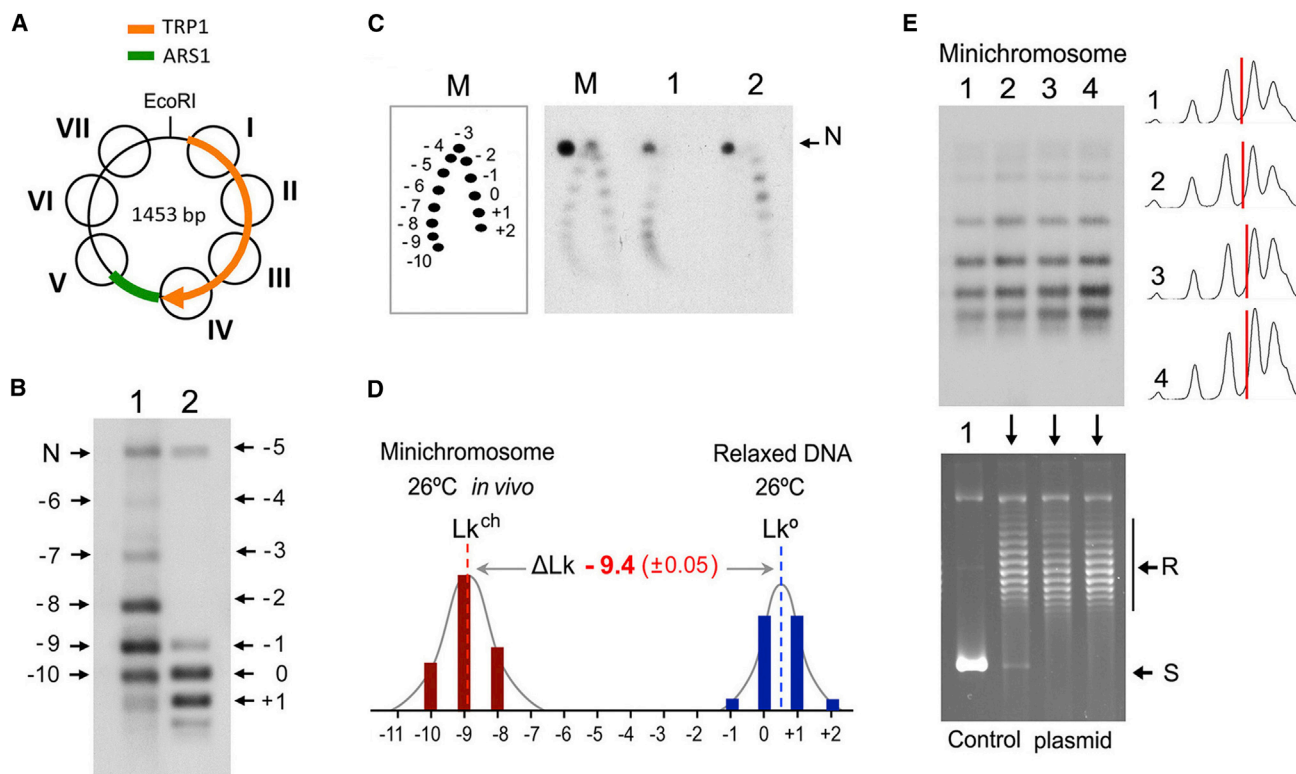 A
TRP1
ARS1
EcoRI
VII
I
VI
II
1453 bp
V
III
IV
B
1 2
N
-6
-7
-8
-9
-10
-5
-4
-3
-2
-1
0
+1
C
M M 1 2
N
-3
-4
-2
-5
-1
-6
0
-7
+1
-8
+2
-9
-10
D
Minichromosome
26ºC in vivo
Lk^ch
Relaxed DNA
26ºC
Lkº
ΔLk - 9.4 (±0.05)
-11 -10 -9 -8 -7 -6 -5 -4 -3 -2 -1 0 +1 +2
E
Minichromosome
1 2 3 4
1
2
3
4
1
R
S
Control plasmid